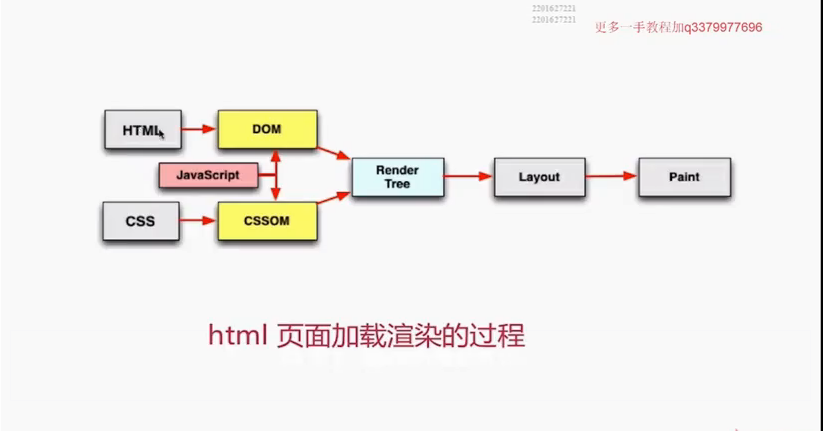 2201627221
2201627221
更多一手教程加q3379977696
HTML
DOM
JavaScript
Render
Tree
Layout
Paint
CSS
CSSOM
html 页面加载渲染的过程